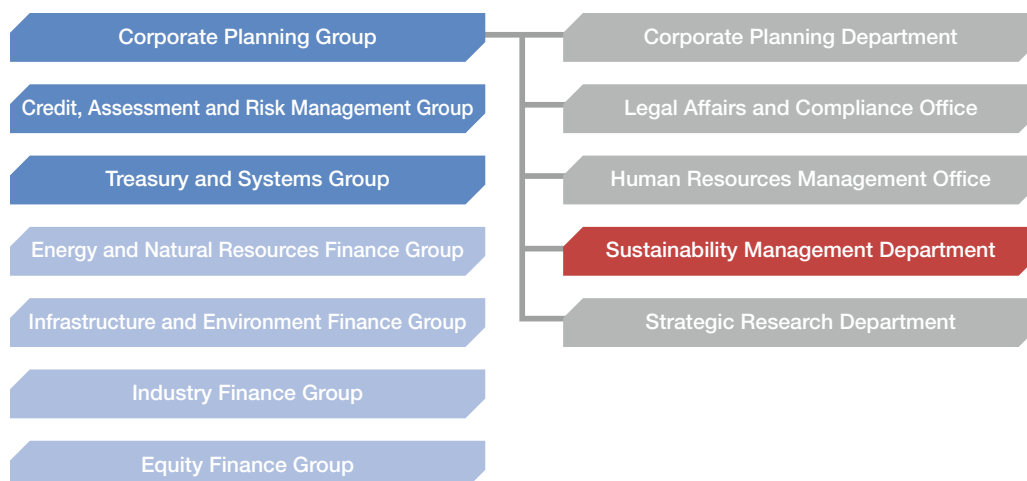 Corporate Planning Group
Credit, Assessment and Risk Management Group
Treasury and Systems Group
Energy and Natural Resources Finance Group
Infrastructure and Environment Finance Group
Industry Finance Group
Equity Finance Group
Corporate Planning Department
Legal Affairs and Compliance Office
Human Resources Management Office
Sustainability Management Department
Strategic Research Department